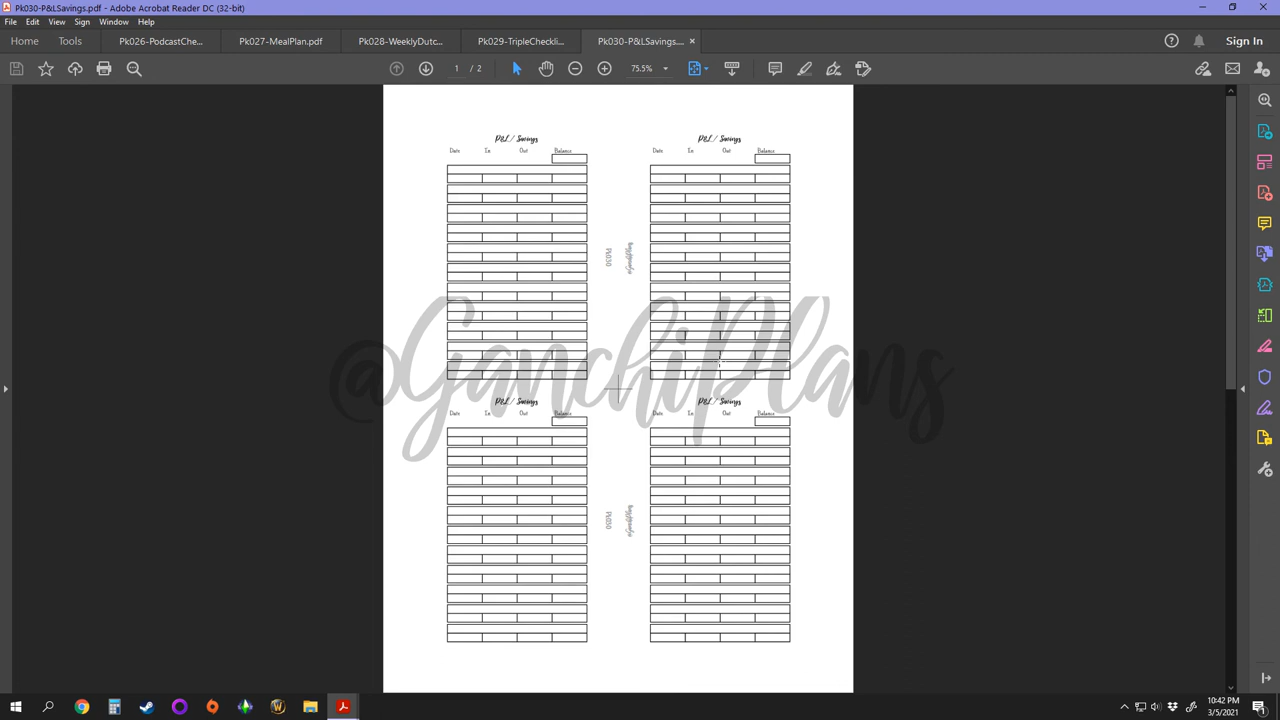 Pk030-P&LSavings.pdf - Adobe Acrobat Reader DC (32-bit)
File Edit View Sign Window Help
Home Tools Pk026-PodcastChe... Pk027-MealPlan.pdf Pk028-WeeklyDutc... Pk029-TripleCheckli... Pk030-P&LSavings.... × Sign In
1 / 2 75.5%
P&L / Savings P&L / Savings
Date In Out Balance Date In Out Balance
Pk030 @GanchiPlans
@GanchiPlans
P&L / Savings P&L / Savings
Date In Out Balance Date In Out Balance
Pk030 @GanchiPlans
10:42 PM
3/5/2021